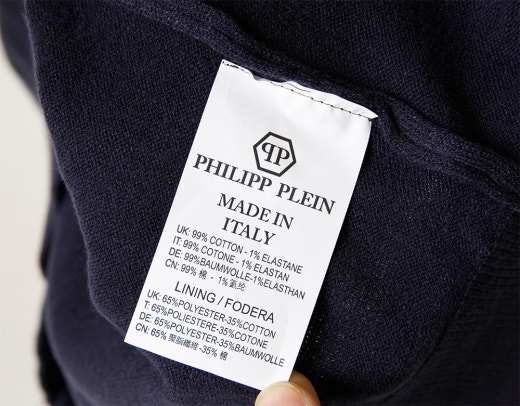 PP
PHILIPP PLEIN
MADE IN
ITALY
UK: 99% COTTON - 1% ELASTANE
IT: 99% COTONE - 1% ELASTAN
DE: 99%BAUMWOLLE-1%ELASTHAN
CN: 99% 棉 - 1% 氨纶
LINING / FODERA
UK: 65%POLYESTER-35%COTTON
T: 65%POLIESTERE-35%COTONE
DE: 65%POLYESTER-35%BAUMWOLLE
CN: 65% 聚脂纤维-35% 棉